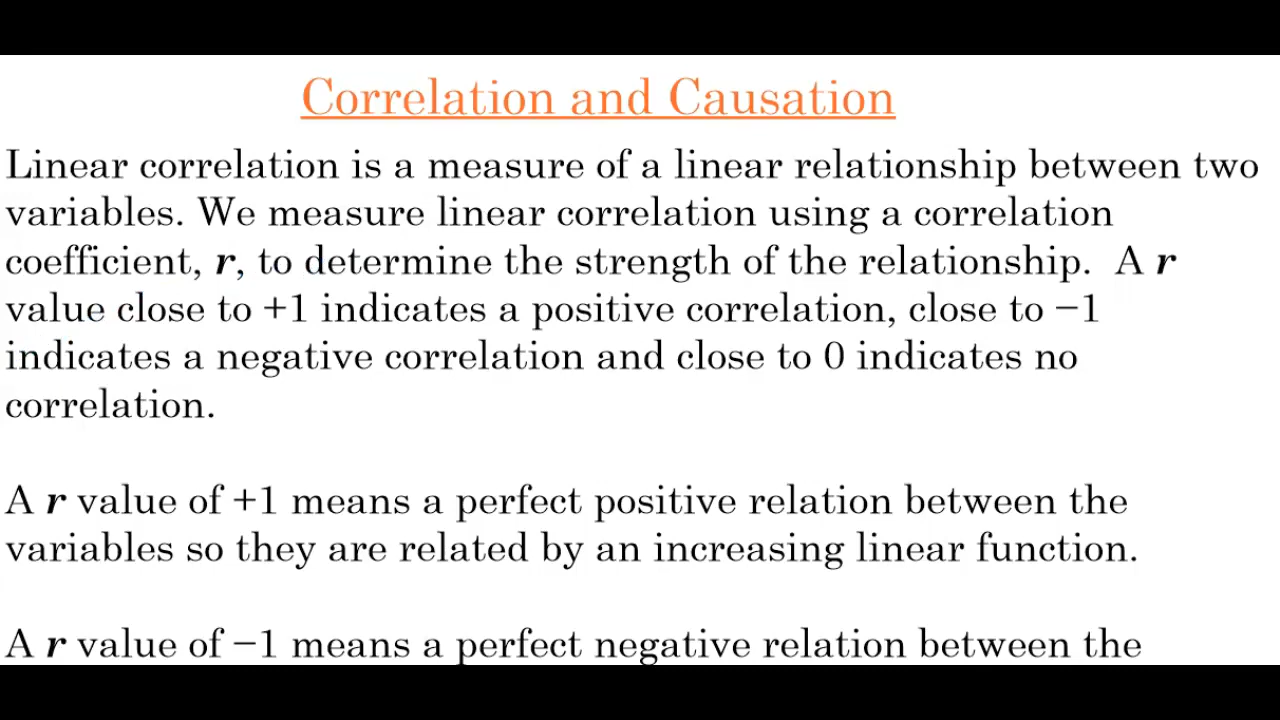 Correlation and Causation
Linear correlation is a measure of a linear relationship between two
variables. We measure linear correlation using a correlation
coefficient, r, to determine the strength of the relationship.  A r
value close to +1 indicates a positive correlation, close to −1
indicates a negative correlation and close to 0 indicates no
correlation.
A r value of +1 means a perfect positive relation between the
variables so they are related by an increasing linear function.
A r value of −1 means a perfect negative relation between the